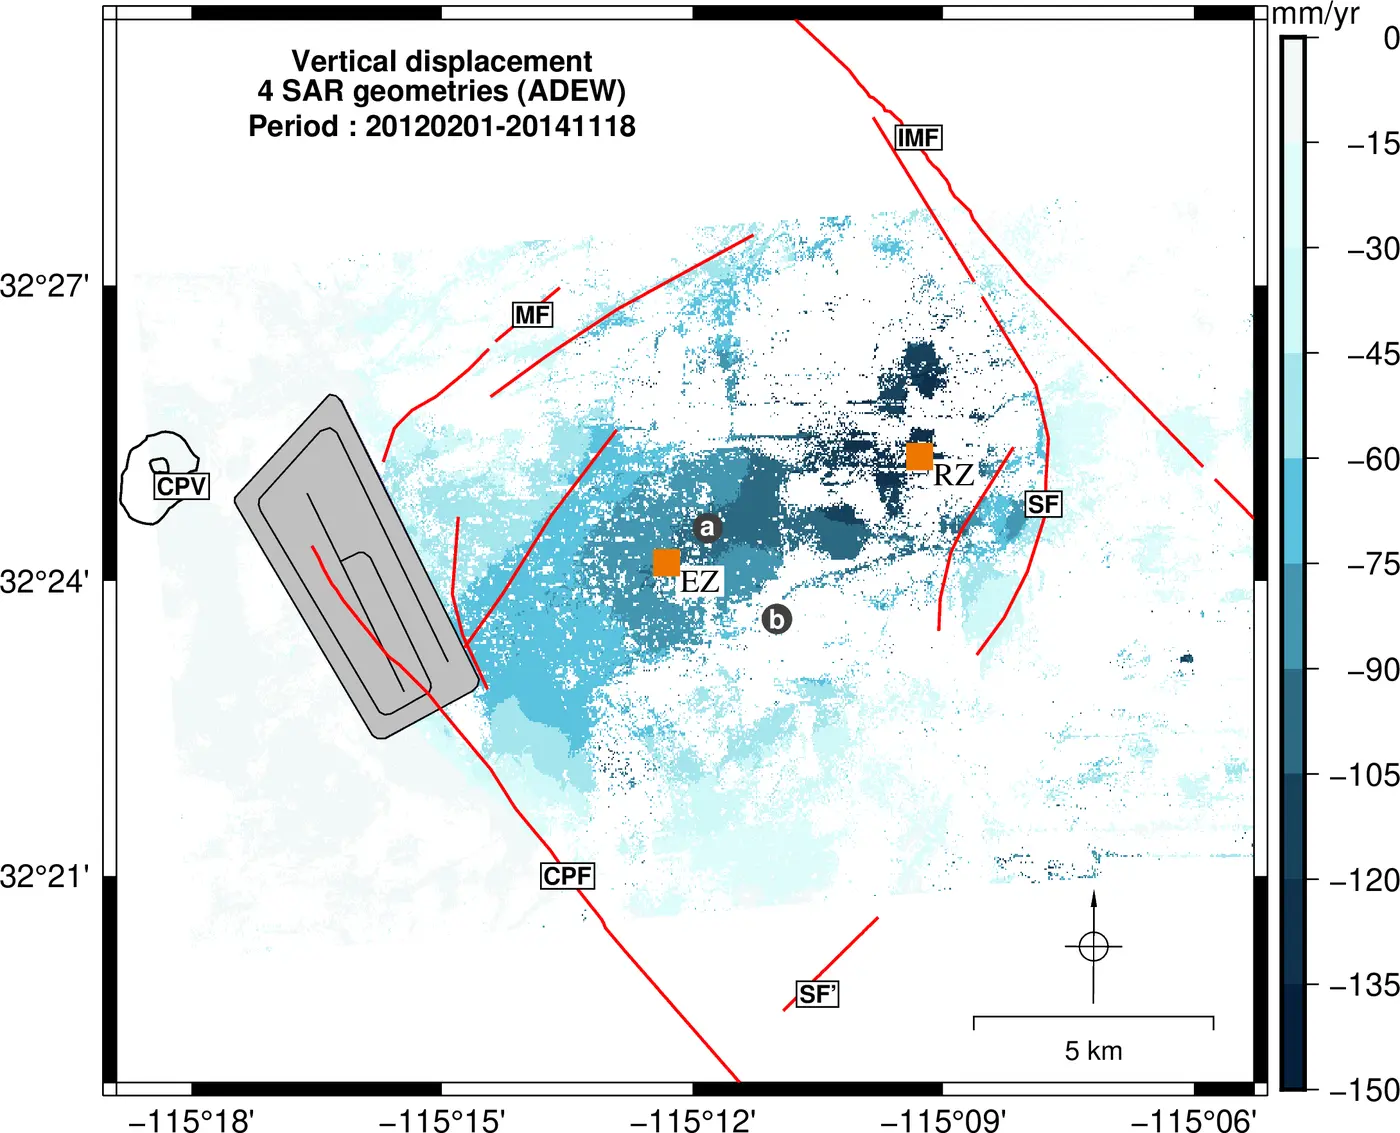 mm/yr
Vertical displacement
4 SAR geometries (ADEW)
Period : 20120201-20141118
0
−15
−30
−45
−60
−75
−90
−105
−120
−135
−150
IMF
MF
CPV
RZ
SF
a
EZ
b
CPF
SF’
5 km
32°27'
32°24'
32°21'
−115°18'
−115°15'
−115°12'
−115°09'
−115°06'